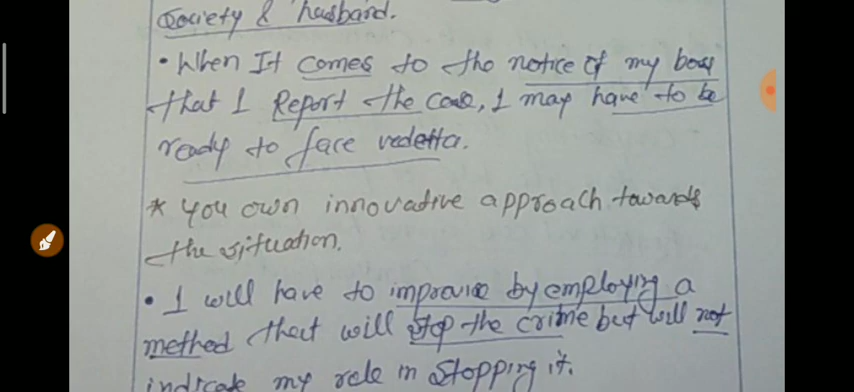 Society & husband.
• When It comes to the notice of my boss
that I Report the case, I may have to be
ready to face vedetta.
* You own innovative approach towards
the situation.
• I will have to improvise by employing a
method that will stop the crime but will not
indicate my role in stopping it.